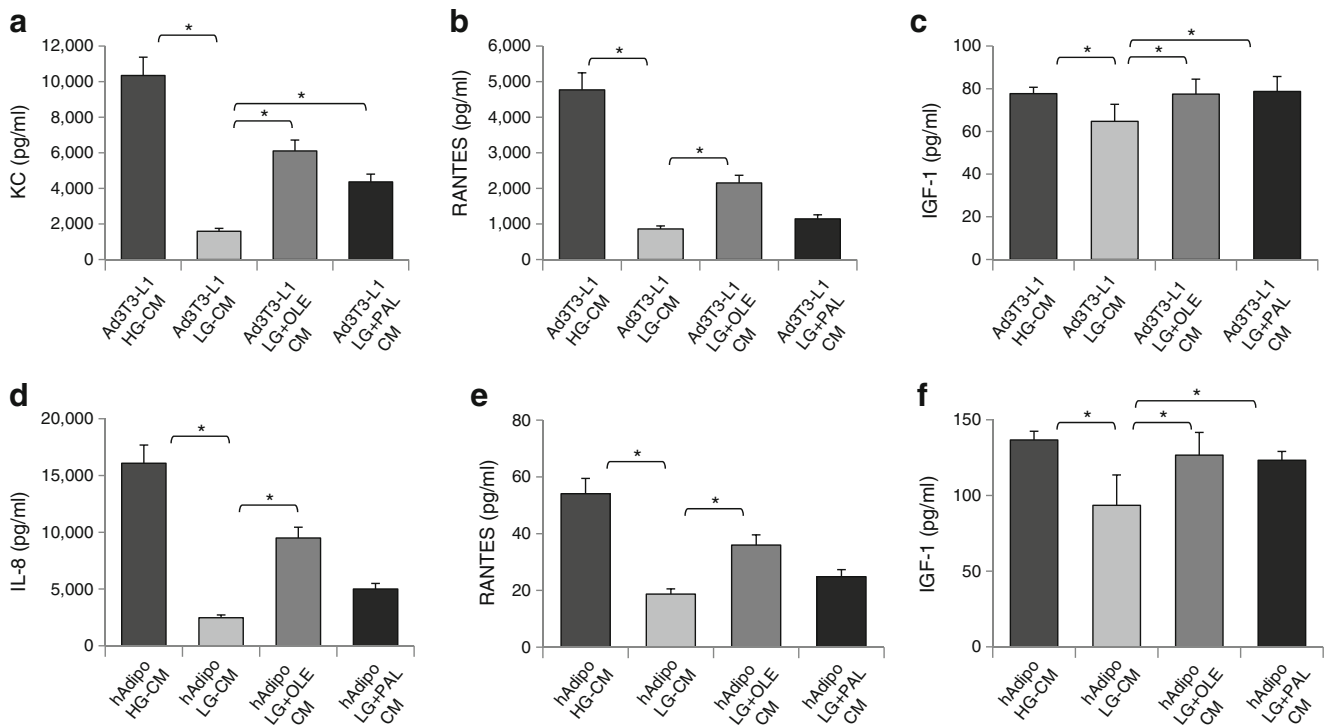 a
KC (pg/ml)
12,000
10,000
8,000
6,000
4,000
2,000
0
*
*
*
Ad3T3-L1
HG-CM
Ad3T3-L1
LG-CM
Ad3T3-L1
LG+OLE
CM
Ad3T3-L1
LG+PAL
CM
b
RANTES (pg/ml)
6,000
5,000
4,000
3,000
2,000
1,000
0
*
*
Ad3T3-L1
HG-CM
Ad3T3-L1
LG-CM
Ad3T3-L1
LG+OLE
CM
Ad3T3-L1
LG+PAL
CM
c
IGF-1 (pg/ml)
100
80
60
40
20
0
*
*
*
Ad3T3-L1
HG-CM
Ad3T3-L1
LG-CM
Ad3T3-L1
LG+OLE
CM
Ad3T3-L1
LG+PAL
CM
d
IL-8 (pg/ml)
20,000
15,000
10,000
5,000
0
*
*
hAdipo
HG-CM
hAdipo
LG-CM
hAdipo
LG+OLE
CM
hAdipo
LG+PAL
CM
e
RANTES (pg/ml)
80
60
40
20
0
*
*
hAdipo
HG-CM
hAdipo
LG-CM
hAdipo
LG+OLE
CM
hAdipo
LG+PAL
CM
f
IGF-1 (pg/ml)
150
100
150
0
*
*
*
hAdipo
HG-CM
hAdipo
LG-CM
hAdipo
LG+OLE
CM
hAdipo
LG+PAL
CM